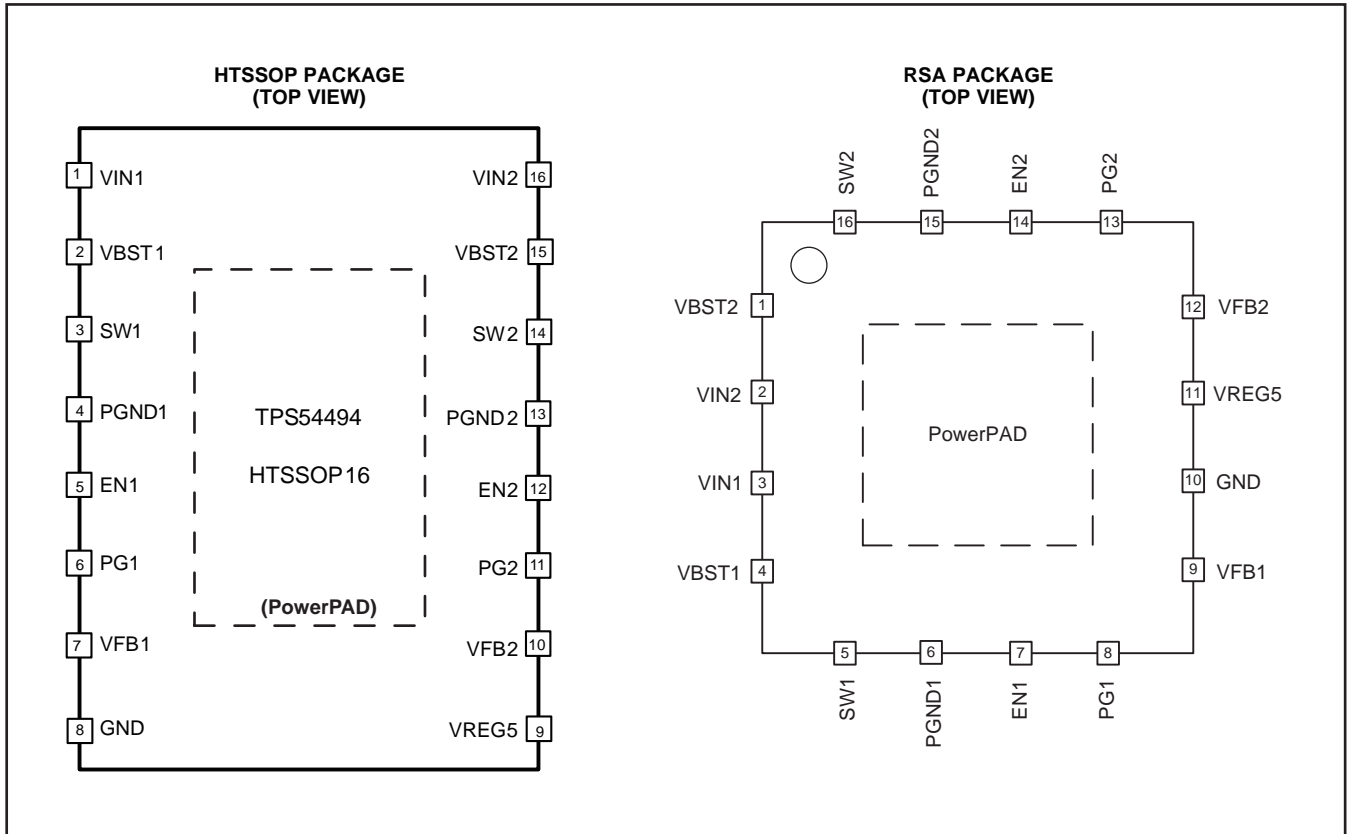 HTSSOP PACKAGE
(TOP VIEW)
1 VIN1
2 VBST1
3 SW1
4 PGND1
5 EN1
6 PG1
7 VFB1
8 GND
TPS54494
HTSSOP16
(PowerPAD)
VIN2 16
VBST2 15
SW2 14
PGND2 13
EN2 12
PG2 11
VFB2 10
VREG5 9
RSA PACKAGE
(TOP VIEW)
SW2
PGND2
EN2
PG2
16 15 14 13
VBST2 1
VIN2 2
VIN1 3
VBST1 4
PowerPAD
12 VFB2
11 VREG5
10 GND
9 VFB1
5 6 7 8
SW1
PGND1
EN1
PG1